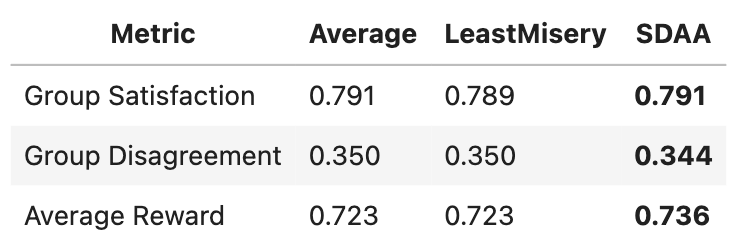 Metric Average LeastMisery SDAA
Group Satisfaction 0.791 0.789 0.791
Group Disagreement 0.350 0.350 0.344
Average Reward 0.723 0.723 0.736